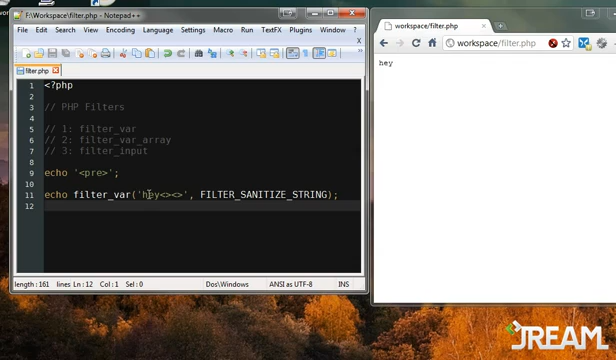 F:\Workspace\filter.php - Notepad++
File Edit Search View Encoding Language Settings Macro Run TextFX Plugins Window ?
X
filter.php
1 <?php
2
3 // PHP Filters
4
5 // 1: filter_var
6 // 2: filter_var_array
7 // 3: filter_input
8
9 echo '<pre>';
10
11 echo filter_var('hey<><>', FILTER_SANITIZE_STRING);
12
length : 161 lines Ln : 12 Col : 1 Sel : 0 Dos\Windows ANSI as UTF-8 INS
workspace/filter.php
workspace/filter.php
hey
JREAM